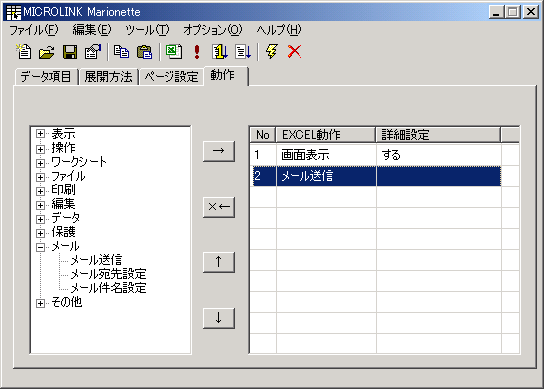 MICROLINK Marionette
ファイル(F) 編集(E) ツール(T) オプション(O) ヘルプ(H)
データ項目 展開方法 ページ設定 動作
表示
操作
ワークシート
ファイル
印刷
編集
データ
保護
メール
メール送信
メール宛先設定
メール件名設定
その他
→
×←
↑
↓
No EXCEL動作 詳細設定
1 画面表示 する
2 メール送信